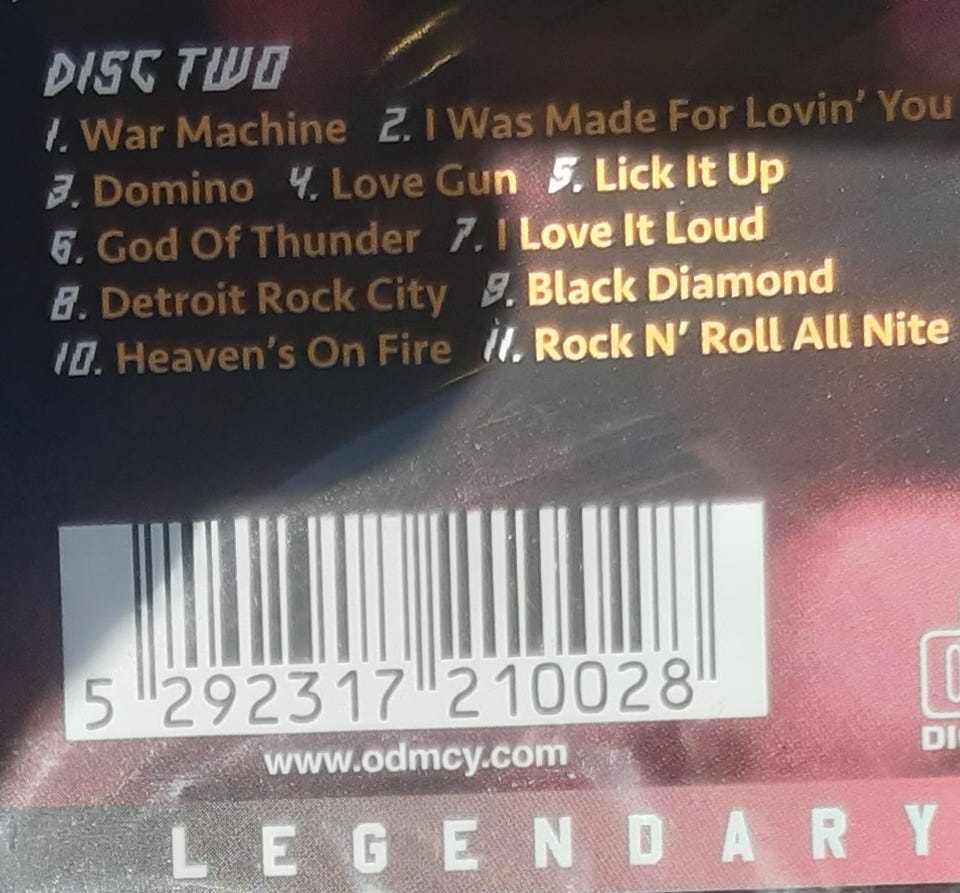 DISC TWO
1. War Machine 2. I Was Made For Lovin' You
3. Domino 4. Love Gun 5. Lick It Up
6. God Of Thunder 7. I Love It Loud
8. Detroit Rock City 9. Black Diamond
10. Heaven's On Fire 11. Rock N' Roll All Nite
5 292317 210028
www.odmcy.com
LEGENDARY